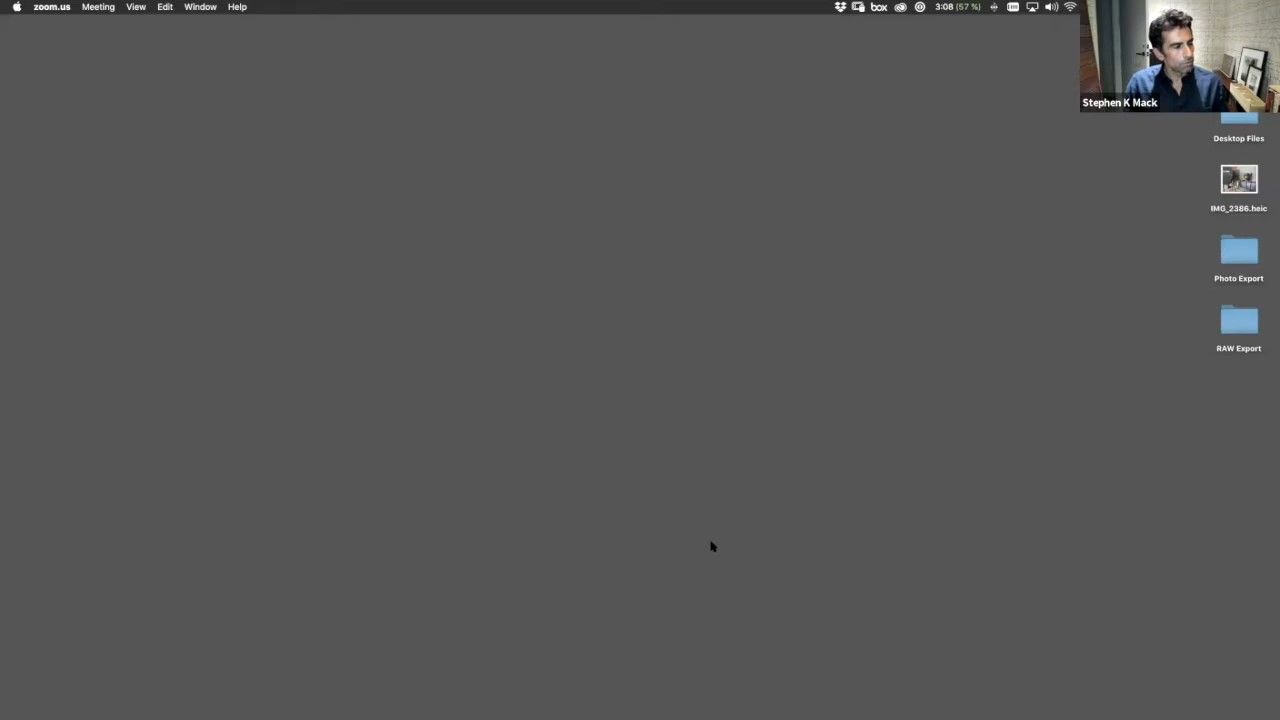 zoom.us Meeting View Edit Window Help box 3:08 (57 %)
Stephen K Mack
Desktop Files
IMG_2386.heic
Photo Export
RAW Export